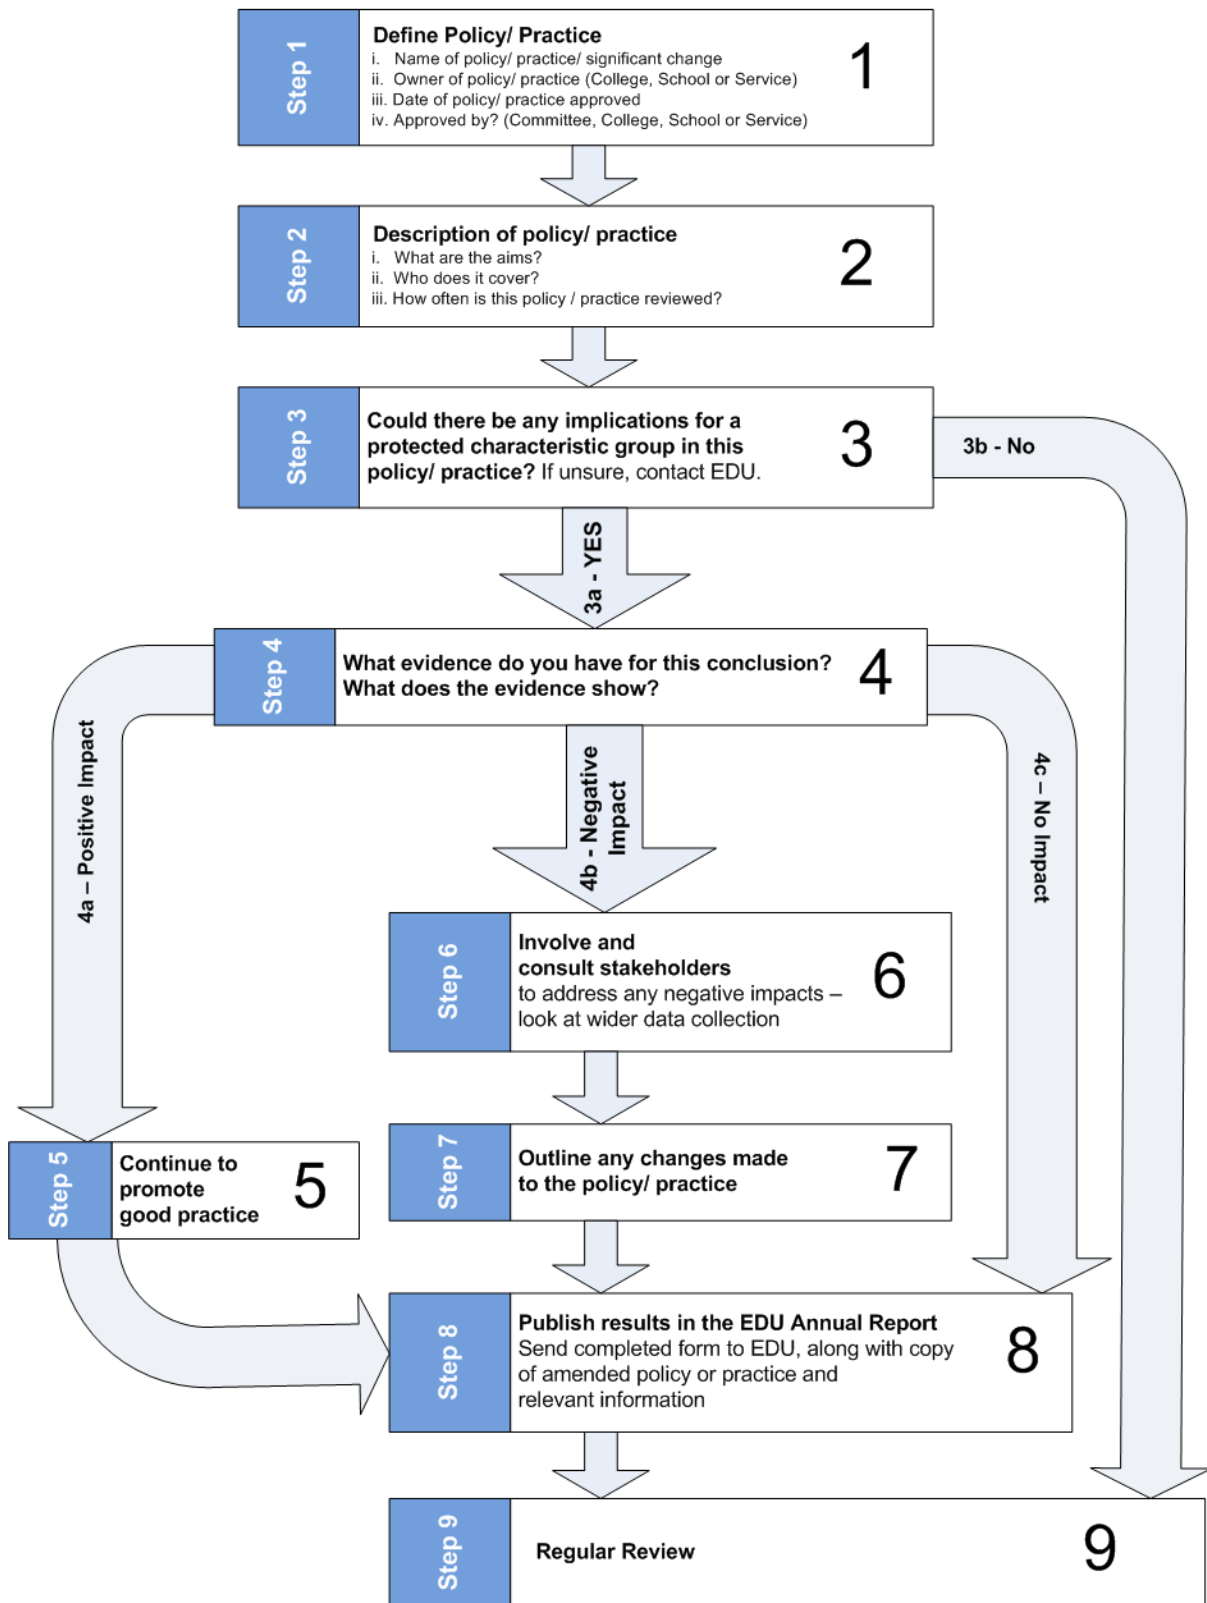 Step 1
Define Policy/ Practice
i. Name of policy/ practice/ significant change
ii. Owner of policy/ practice (College, School or Service)
iii. Date of policy/ practice approved
iv. Approved by? (Committee, College, School or Service)
1
Step 2
Description of policy/ practice
i. What are the aims?
ii. Who does it cover?
iii. How often is this policy / practice reviewed?
2
Step 3
Could there be any implications for a
protected characteristic group in this
policy/ practice? If unsure, contact EDU.
3
3b - No
3a - YES
Step 4
What evidence do you have for this conclusion?
What does the evidence show?
4
4a – Positive Impact
4b - Negative
Impact
4c – No Impact
Step 6
Involve and
consult stakeholders
to address any negative impacts –
look at wider data collection
6
Step 7
Outline any changes made
to the policy/ practice
7
Step 5
Continue to
promote
good practice
5
Step 8
Publish results in the EDU Annual Report
Send completed form to EDU, along with copy
of amended policy or practice and
relevant information
8
Step 9
Regular Review
9